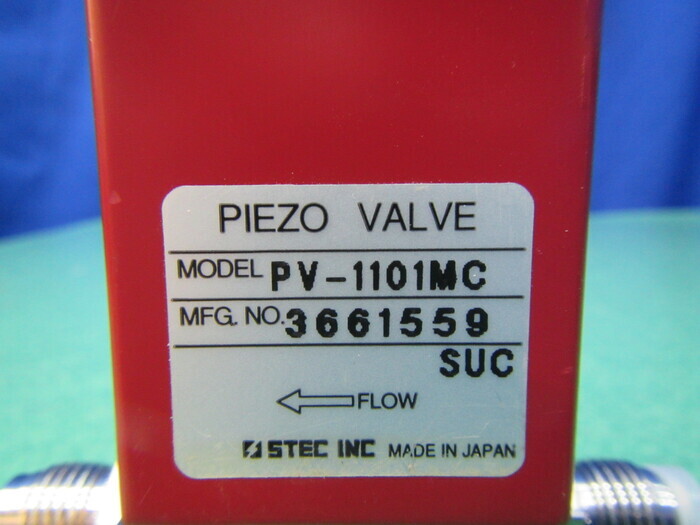 PIEZO VALVE
MODEL PV-1101MC
MFG. NO. 3661559
SUC
FLOW
STEC INC MADE IN JAPAN